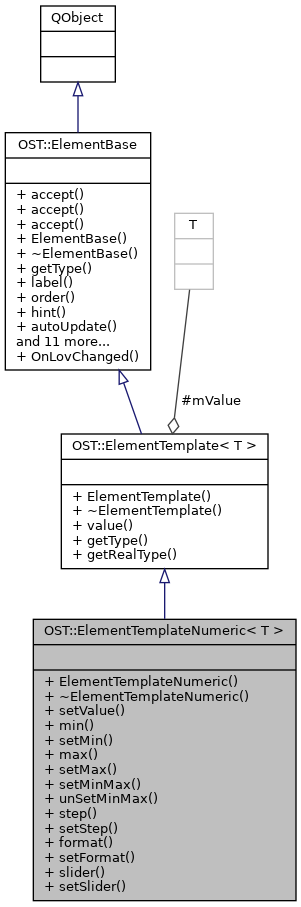 QObject
OST::ElementBase
+ accept()
+ accept()
+ accept()
+ ElementBase()
+ ~ElementBase()
+ getType()
+ label()
+ order()
+ hint()
+ autoUpdate()
and 11 more...
+ OnLovChanged()
T
#mValue
OST::ElementTemplate< T >
+ ElementTemplate()
+ ~ElementTemplate()
+ value()
+ getType()
+ getRealType()
OST::ElementTemplateNumeric< T >
+ ElementTemplateNumeric()
+ ~ElementTemplateNumeric()
+ setValue()
+ min()
+ setMin()
+ max()
+ setMax()
+ setMinMax()
+ unSetMinMax()
+ step()
+ setStep()
+ format()
+ setFormat()
+ slider()
+ setSlider()